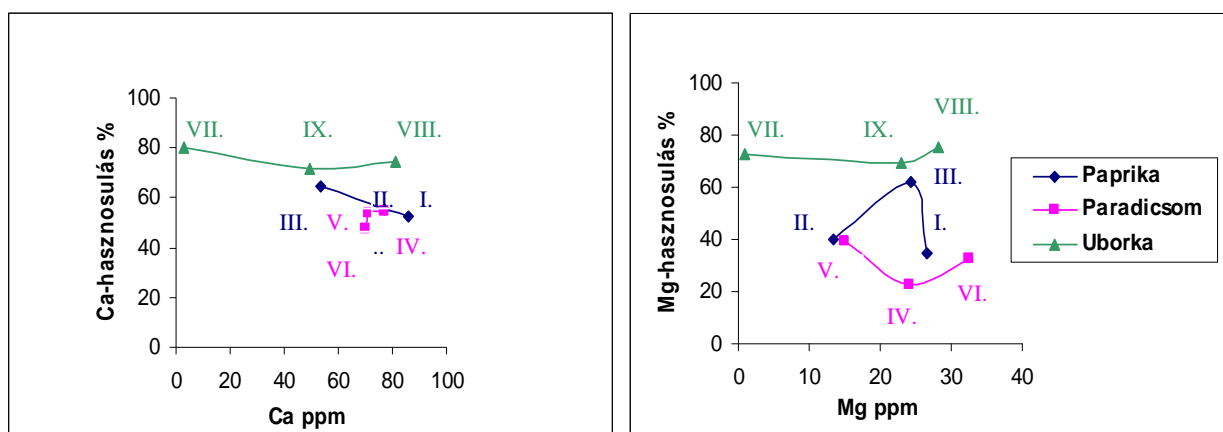 Ca-hasznosulás %
100
80
60
40
20
0
VII.
IX.
VIII.
III.
II.
I.
V.
..
IV.
VI.
0 20 40 60 80 100
Ca ppm
Mg-hasznosulás %
100
80
60
40
20
0
VII.
IX.
VIII.
III.
II.
I.
V.
IV.
VI.
0 10 20 30 40
Mg ppm
Paprika
Paradicsom
Uborka